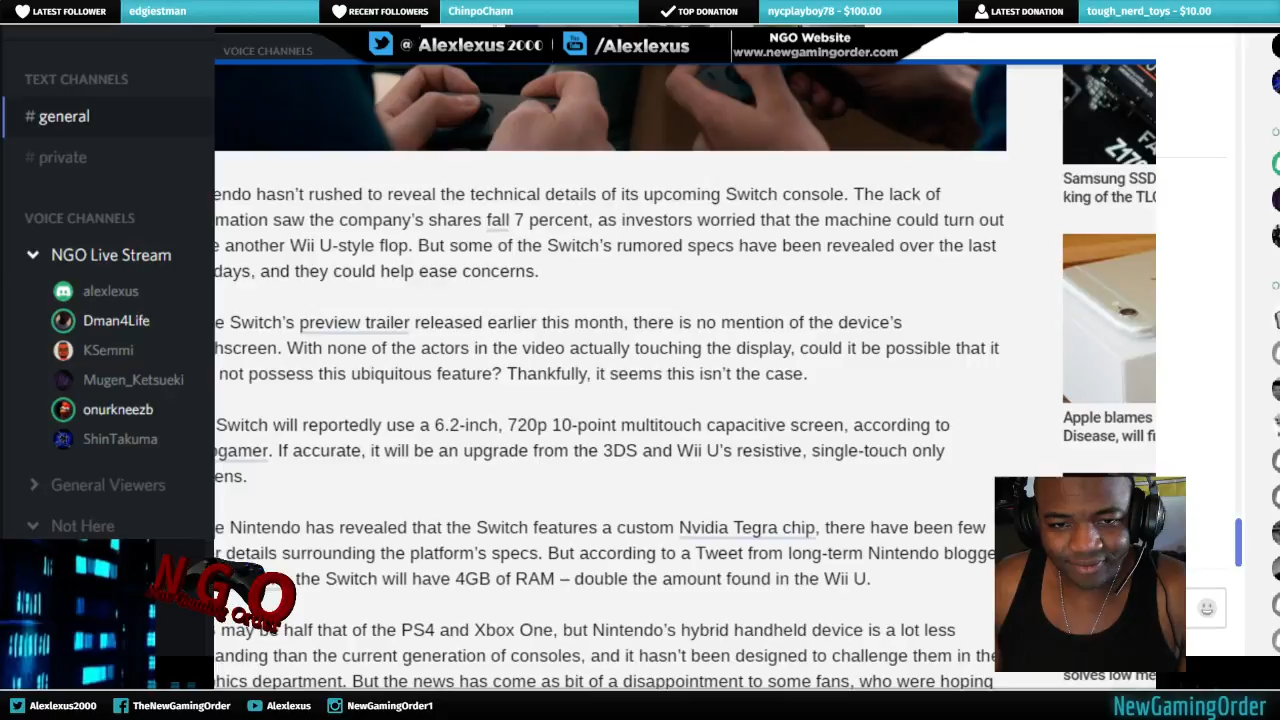 LATEST FOLLOWER
edgiestman
RECENT FOLLOWERS
ChinpoChann
TOP DONATION
nycplayboy78 - $100.00
LATEST DONATION
tough_nerd_toys - $10.00
VOICE CHANNELS
@ Alexlexus2000
/Alexlexus
NGO Website
www.newgamingorder.com
TEXT CHANNELS
# general
# private
VOICE CHANNELS
NGO Live Stream
alexlexus
Dman4Life
KSemmi
Mugen_Ketsueki
onurkneezb
ShinTakuma
General Viewers
Not Here
endo hasn't rushed to reveal the technical details of its upcoming Switch console. The lack of
mation saw the company's shares fall 7 percent, as investors worried that the machine could turn out
another Wii U-style flop. But some of the Switch's rumored specs have been revealed over the last
days, and they could help ease concerns.
e Switch's preview trailer released earlier this month, there is no mention of the device's
hscreen. With none of the actors in the video actually touching the display, could it be possible that it
not possess this ubiquitous feature? Thankfully, it seems this isn't the case.
Switch will reportedly use a 6.2-inch, 720p 10-point multitouch capacitive screen, according to
gamer. If accurate, it will be an upgrade from the 3DS and Wii U's resistive, single-touch only
ens.
e Nintendo has revealed that the Switch features a custom Nvidia Tegra chip, there have been few
r details surrounding the platform's specs. But according to a Tweet from long-term Nintendo blogge
the Switch will have 4GB of RAM – double the amount found in the Wii U.
may be half that of the PS4 and Xbox One, but Nintendo's hybrid handheld device is a lot less
anding than the current generation of consoles, and it hasn't been designed to challenge them in the
hics department. But the news has come as bit of a disappointment to some fans, who were hoping
Z170
Samsung SSD
king of the TLC
Apple blames
Disease, will fi
solves low me
NGO
Alexlexus2000
TheNewGamingOrder
Alexlexus
NewGamingOrder1
NewGamingOrder